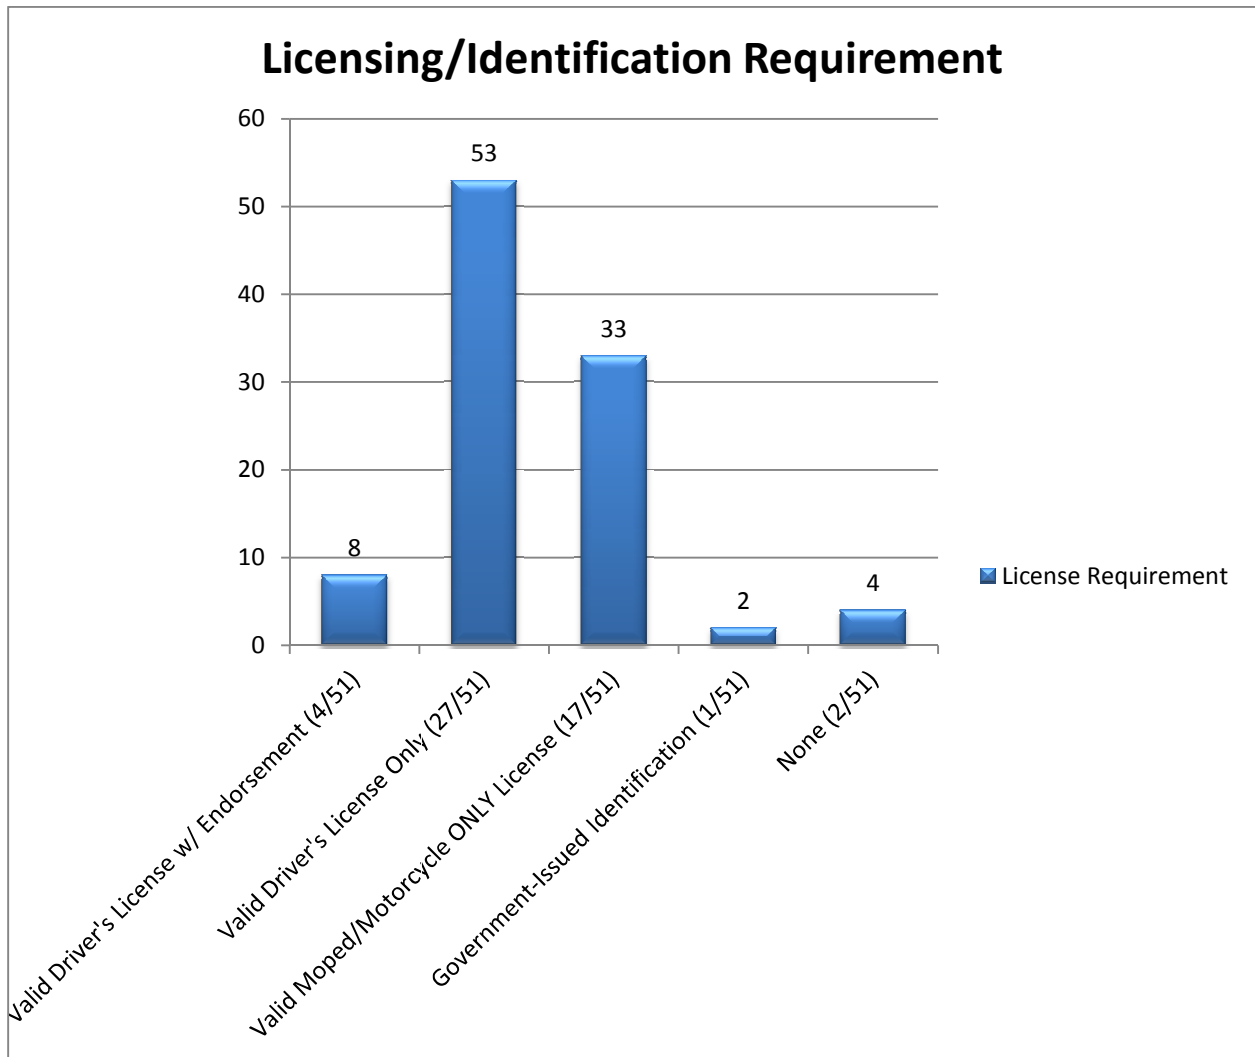 Licensing/Identification Requirement
60
50
40
30
20
10
0
8
53
33
2
4
Valid Driver's License w/ Endorsement (4/51)
Valid Driver's License Only (27/51)
Valid Moped/Motorcycle ONLY License (17/51)
Government-Issued Identification (1/51)
None (2/51)
License Requirement